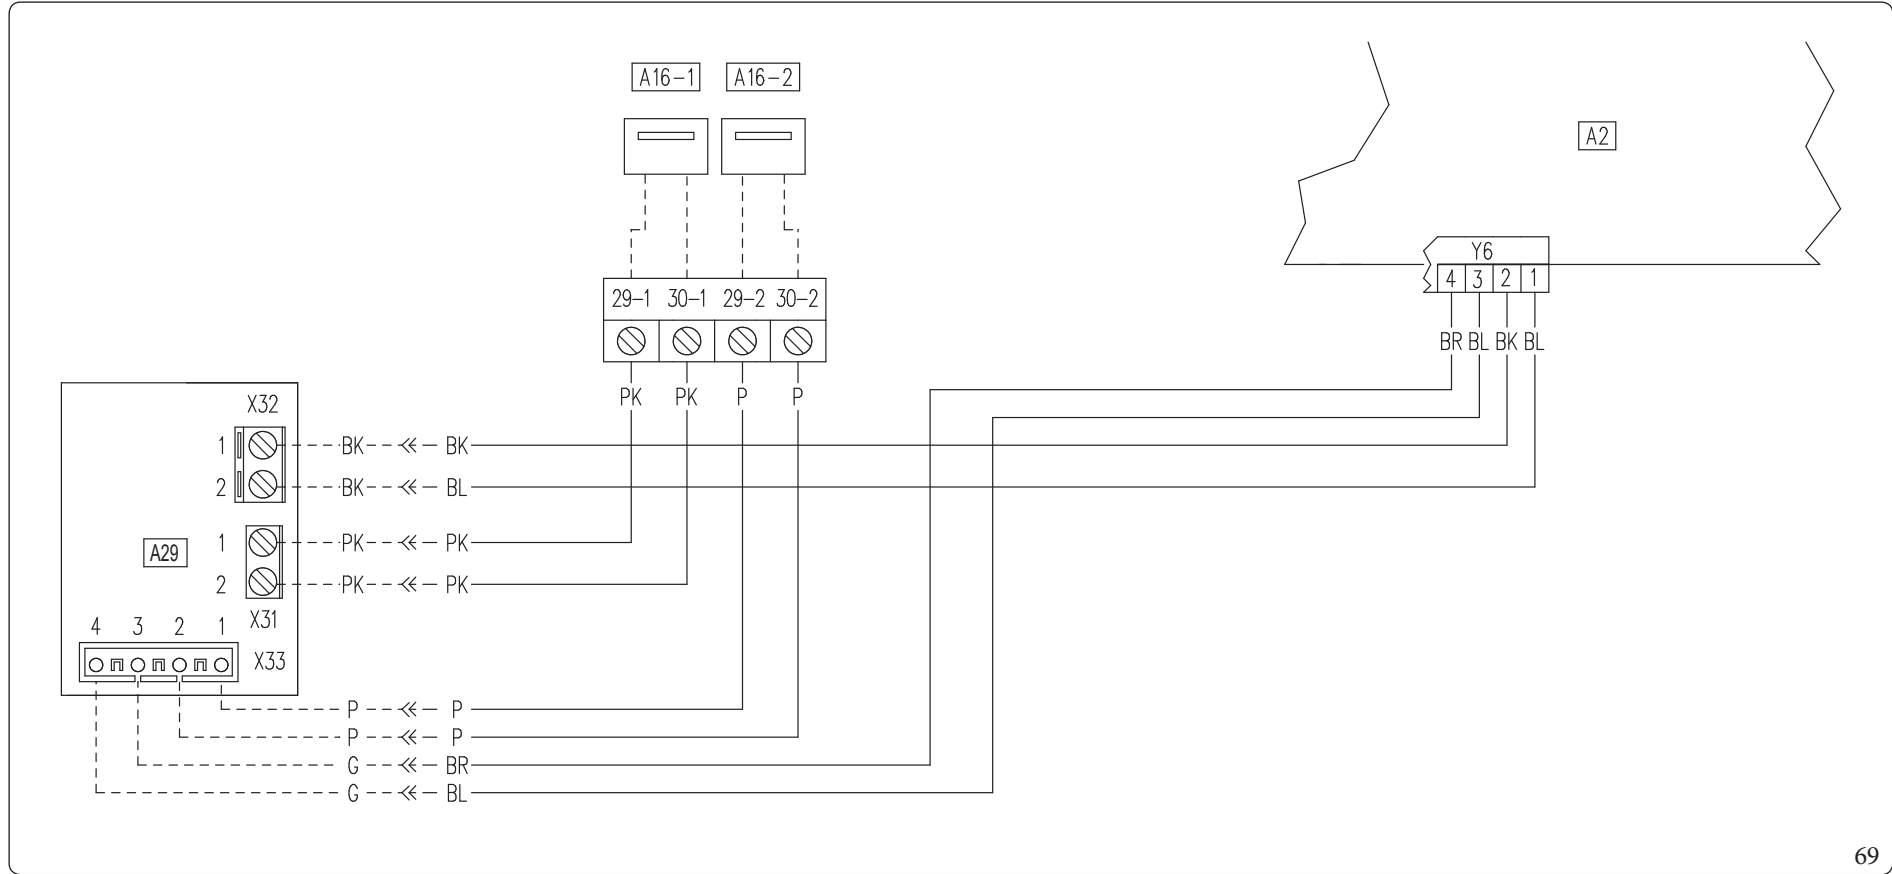 A16-1 A16-2
A2
Y6
4 3 2 1
BR BL BK BL
29-1 30-1 29-2 30-2
PK PK P P
X32
1 BK BK
2 BK BL
A29
1 PK PK
2 PK PK
X31
4 3 2 1
X33
P P
P P
G BR
G BL
69